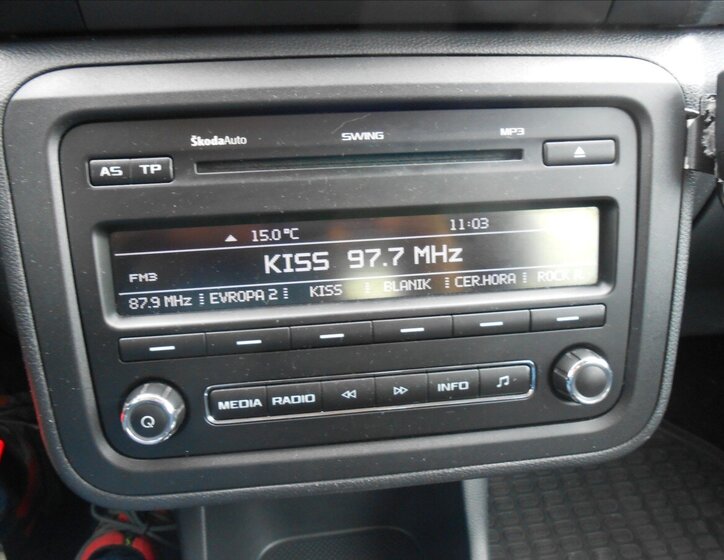 ŠkodaAuto SWING MP3
AS TP
15.0°C 11:03
KISS 97.7 MHz
FM3
87.9 MHz EVROPA 2 KISS BLANIK CER.HORA ROCK
MEDIA RADIO INFO